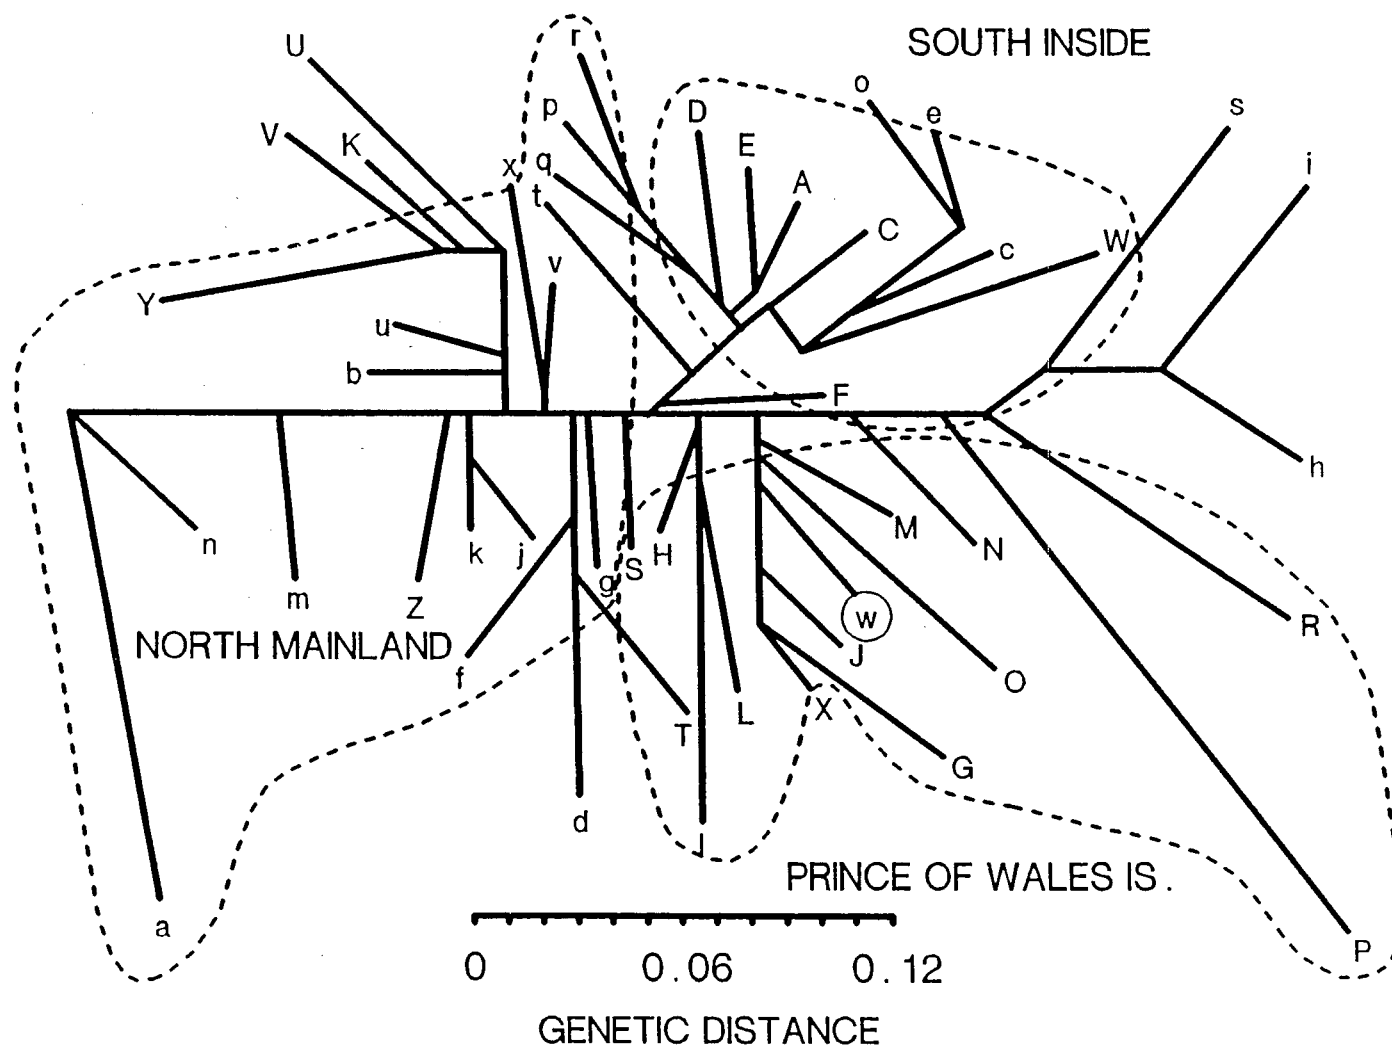 r
SOUTH INSIDE
U
o
s
p
D
e
V
K
E
i
q
x
A
t
C
W
v
c
Y
u
b
F
h
n
k
j
H
M
N
m
Z
g
S
w
R
NORTH MAINLAND
J
f
O
T
L
X
G
d
I
PRINCE OF WALES IS.
a
P
0 0.06 0.12
GENETIC DISTANCE